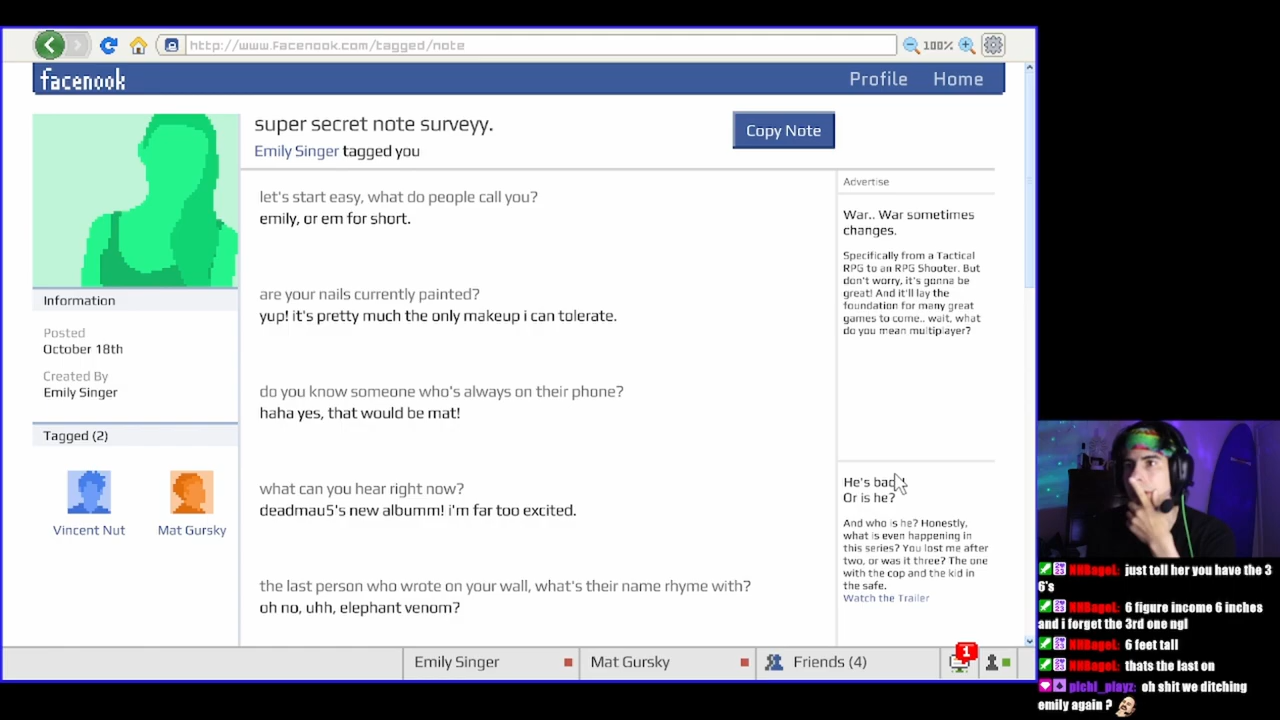 http://www.facenook.com/tagged/note
100%
facenook
Profile
Home
super secret note surveyy.
Emily Singer tagged you
Copy Note
Information
Posted
October 18th
Created By
Emily Singer
Tagged (2)
Vincent Nut
Mat Gursky
let's start easy, what do people call you?
emily, or em for short.
are your nails currently painted?
yup! it's pretty much the only makeup i can tolerate.
do you know someone who's always on their phone?
haha yes, that would be mat!
what can you hear right now?
deadmau5's new albumm! i'm far too excited.
the last person who wrote on your wall, what's their name rhyme with?
oh no, uhh, elephant venom?
Advertise
War.. War sometimes
changes.
Specifically from a Tactical
RPG to an RPG Shooter. But
don't worry, it's gonna be
great! And it'll lay the
foundation for many great
games to come.. wait, what
do you mean multiplayer?
He's back!
Or is he?
And who is he? Honestly,
what is even happening in
this series? You lost me after
two, or was it three? The one
with the cop and the kid in
the safe.
Watch the Trailer
Emily Singer
Mat Gursky
Friends (4)
1
NHBageL: just tell her you have the 3
6's
NHBageL: 6 figure income 6 inches
and i forget the 3rd one ngl
NHBageL: 6 feet tall
NHBageL: thats the last on
pichi_playz: oh shit we ditching
emily again ?